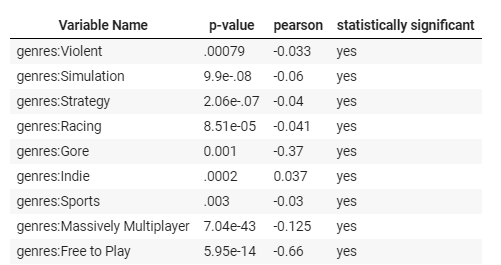 Variable Name p-value pearson statistically significant
genres:Violent .00079 -0.033 yes
genres:Simulation 9.9e-.08 -0.06 yes
genres:Strategy 2.06e-.07 -0.04 yes
genres:Racing 8.51e-05 -0.041 yes
genres:Gore 0.001 -0.37 yes
genres:Indie .0002 0.037 yes
genres:Sports .003 -0.03 yes
genres:Massively Multiplayer 7.04e-43 -0.125 yes
genres:Free to Play 5.95e-14 -0.66 yes